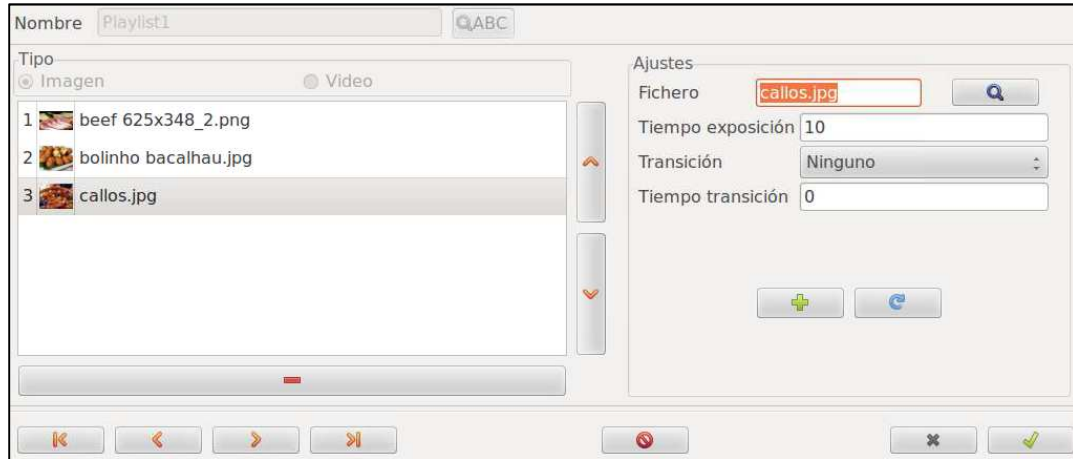 Nombre Playlist1 ABC
Tipo
Imagen Video
1 beef 625x348_2.png
2 bolinho bacalhau.jpg
3 callos.jpg
Ajustes
Fichero callos.jpg
Tiempo exposición 10
Transición Ninguno
Tiempo transición 0